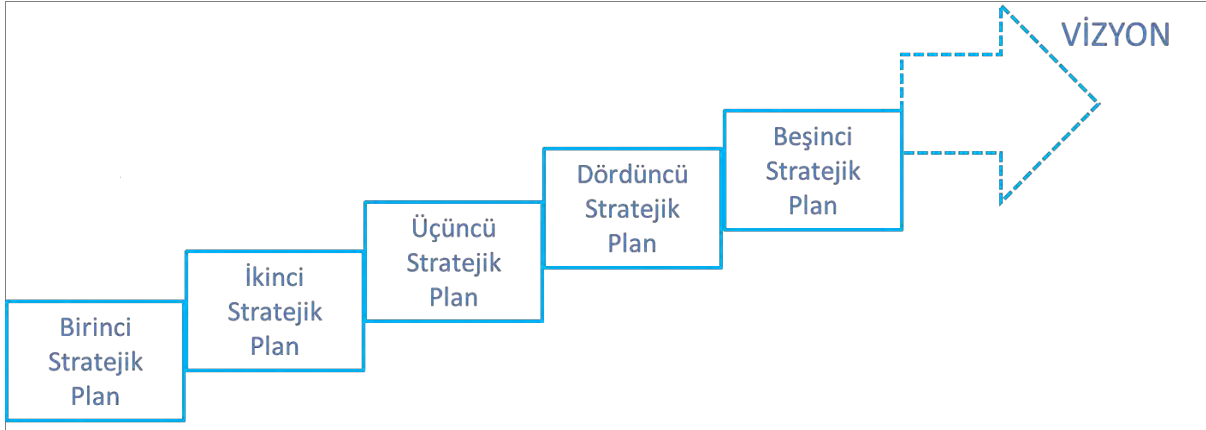 Birinci
Stratejik
Plan
İkinci
Stratejik
Plan
Üçüncü
Stratejik
Plan
Dördüncü
Stratejik
Plan
Beşinci
Stratejik
Plan
VİZYON